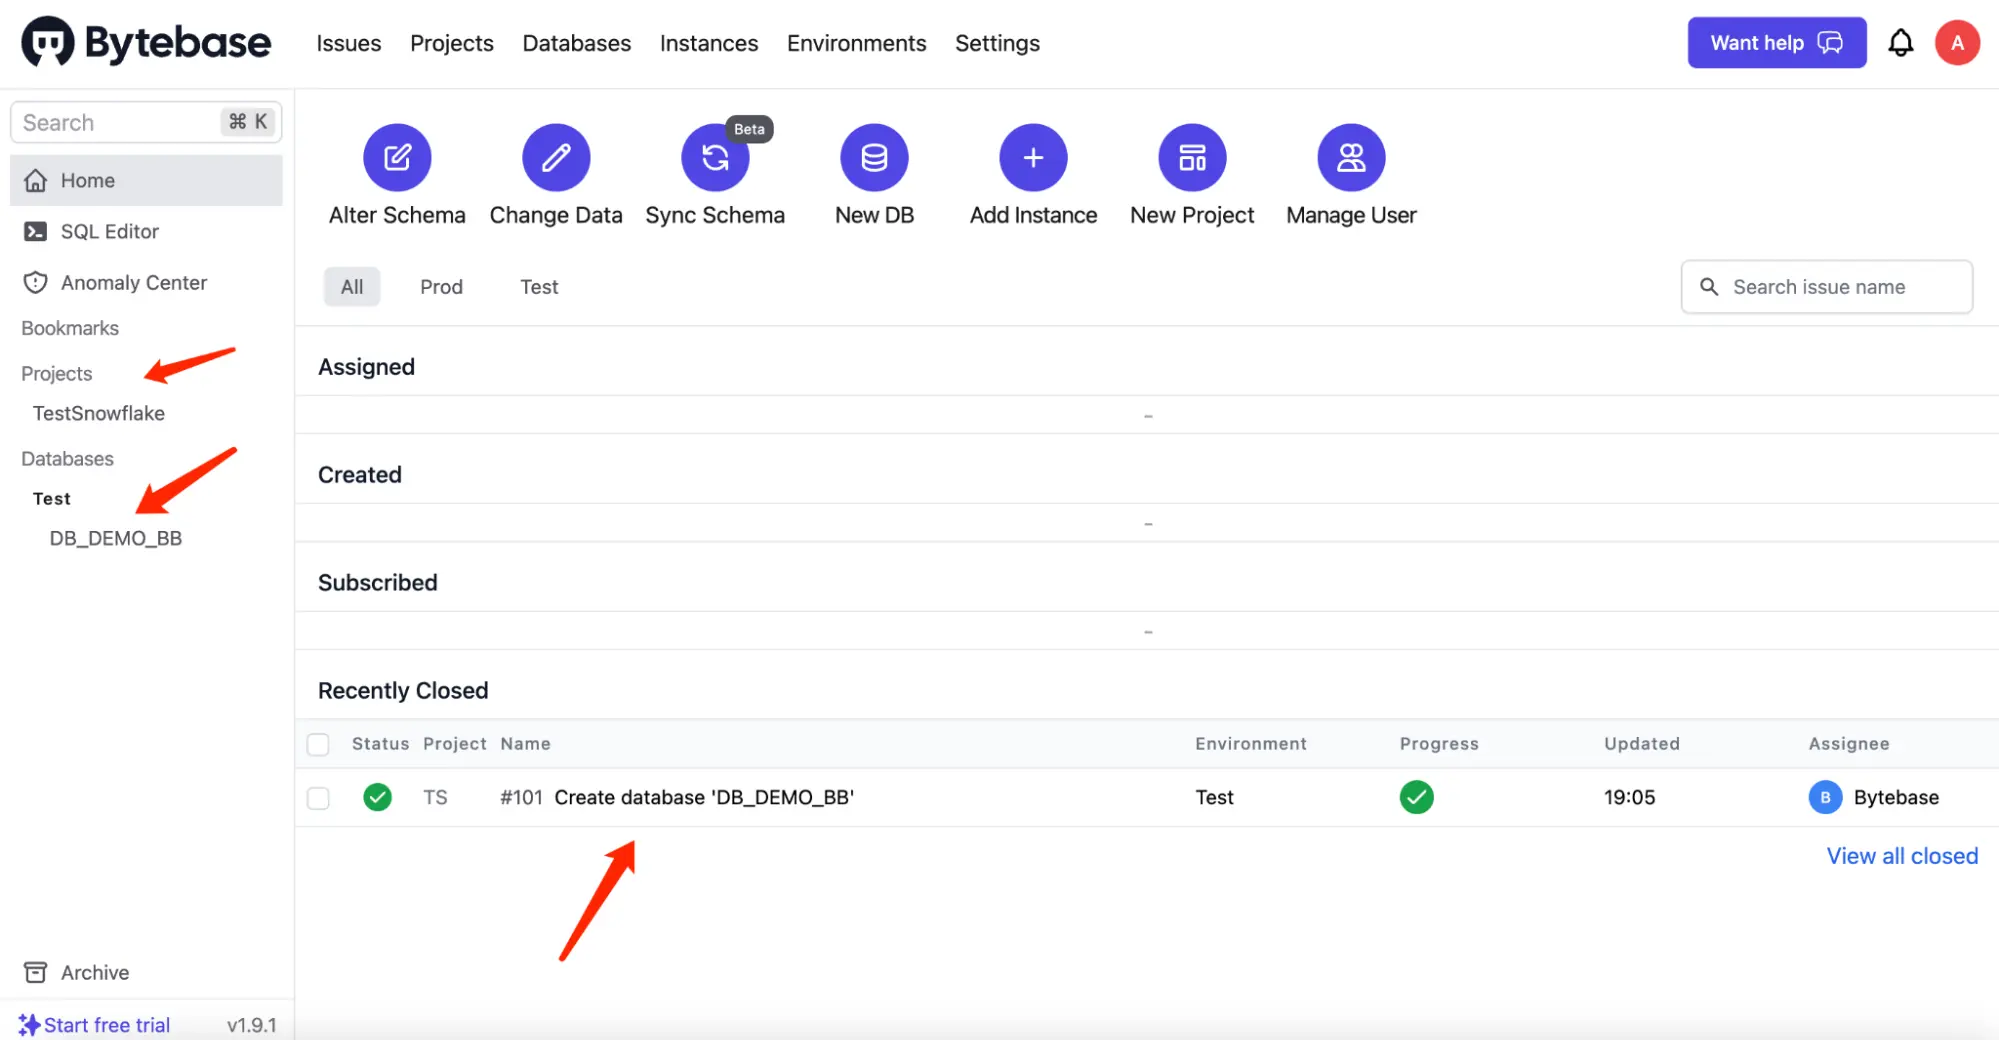 Bytebase Issues Projects Databases Instances Environments Settings Want help A
Search ⌘ K
Home
SQL Editor
Anomaly Center
Bookmarks
Projects
TestSnowflake
Databases
Test
DB_DEMO_BB
Archive
Start free trial v1.9.1
Beta
Alter Schema Change Data Sync Schema New DB Add Instance New Project Manage User
All Prod Test Search issue name
Assigned
-
Created
-
Subscribed
-
Recently Closed
Status Project Name Environment Progress Updated Assignee
TS #101 Create database 'DB_DEMO_BB' Test 19:05 B Bytebase
View all closed